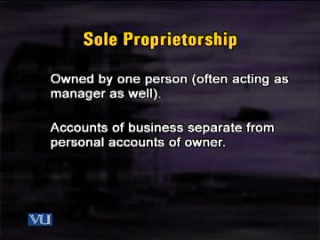 Sole Proprietorship
Owned by one person (often acting as
manager as well).
Accounts of business separate from
personal accounts of owner.
VU